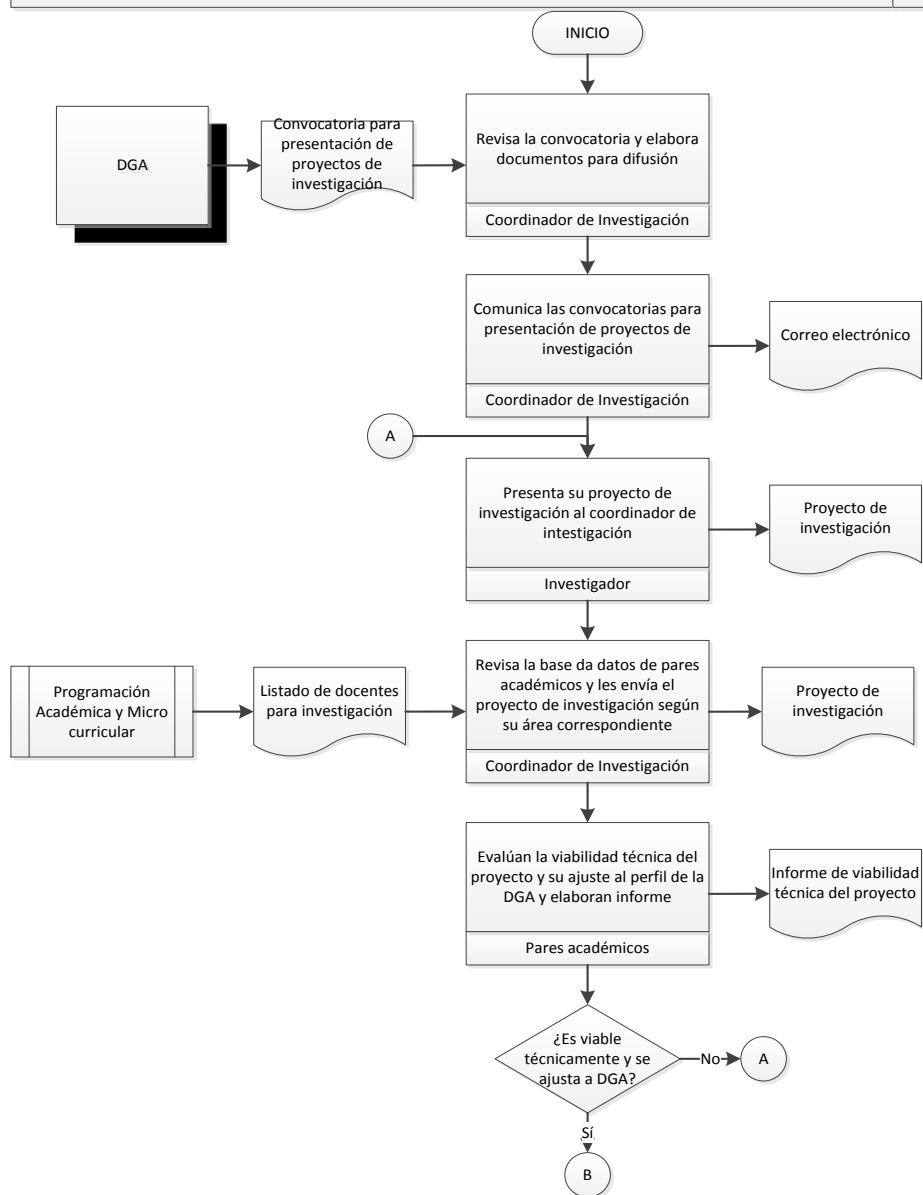 INICIO
DGA
Convocatoria para
presentación de
proyectos de
investigación
Revisa la convocatoria y elabora
documentos para difusión
Coordinador de Investigación
Comunica las convocatorias para
presentación de proyectos de
investigación
Coordinador de Investigación
Correo electrónico
A
Presenta su proyecto de
investigación al coordinador de
intestigación
Investigador
Proyecto de
investigación
Programación
Académica y Micro
curricular
Listado de docentes
para investigación
Revisa la base da datos de pares
académicos y les envía el
proyecto de investigación según
su área correspondiente
Coordinador de Investigación
Proyecto de
investigación
Evalúan la viabilidad técnica del
proyecto y su ajuste al perfil de la
DGA y elaboran informe
Pares académicos
Informe de viabilidad
técnica del proyecto
¿Es viable
técnicamente y se
ajusta a DGA?
No
A
Sí
B